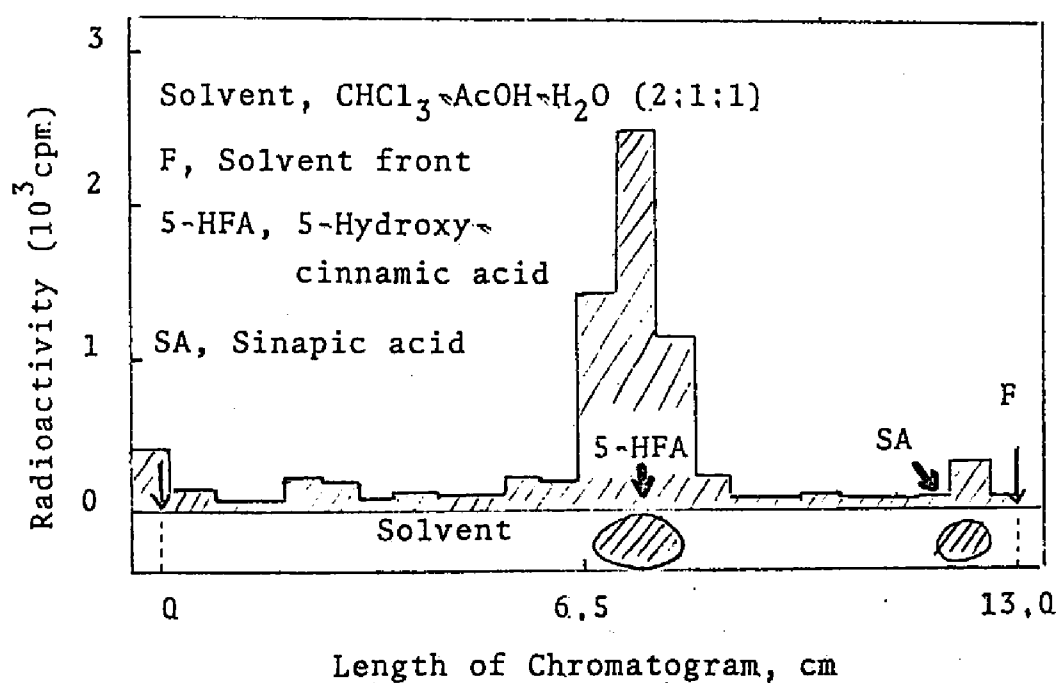 3
Solvent, CHCl3-AcOH-H2O (2:1:1)
F, Solvent front
2
5-HFA, 5-Hydroxy-
cinnamic acid
1
SA, Sinapic acid
F
5-HFA
SA
0
Solvent
0
6.5
13.0
Radioactivity (10³cpm)
Length of Chromatogram, cm